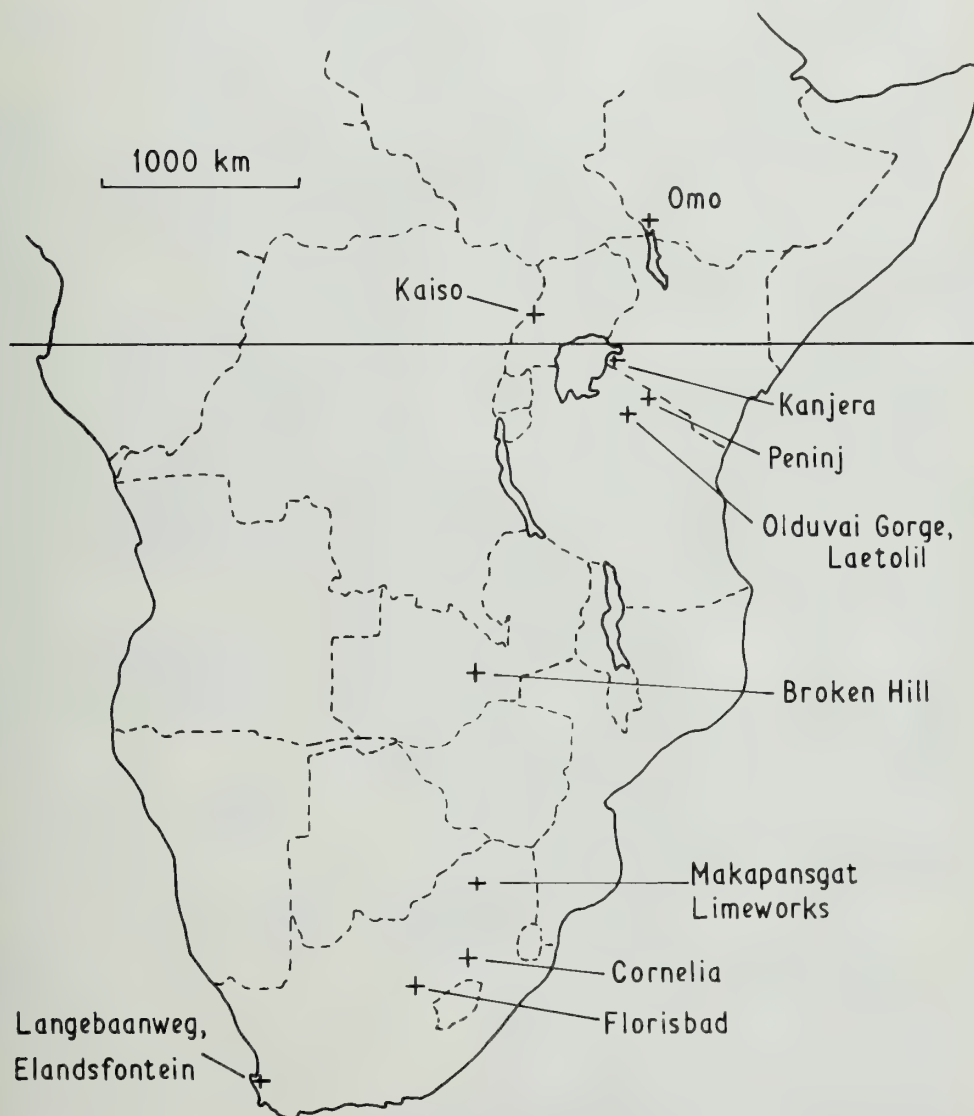 1000 km
Omo
Kaiso
Kanjera
Peninj
Olduvai Gorge,
Laetolil
Broken Hill
Makapansgat
Limeworks
Cornelia
Florisbad
Langebaanweg,
Elandsfontein